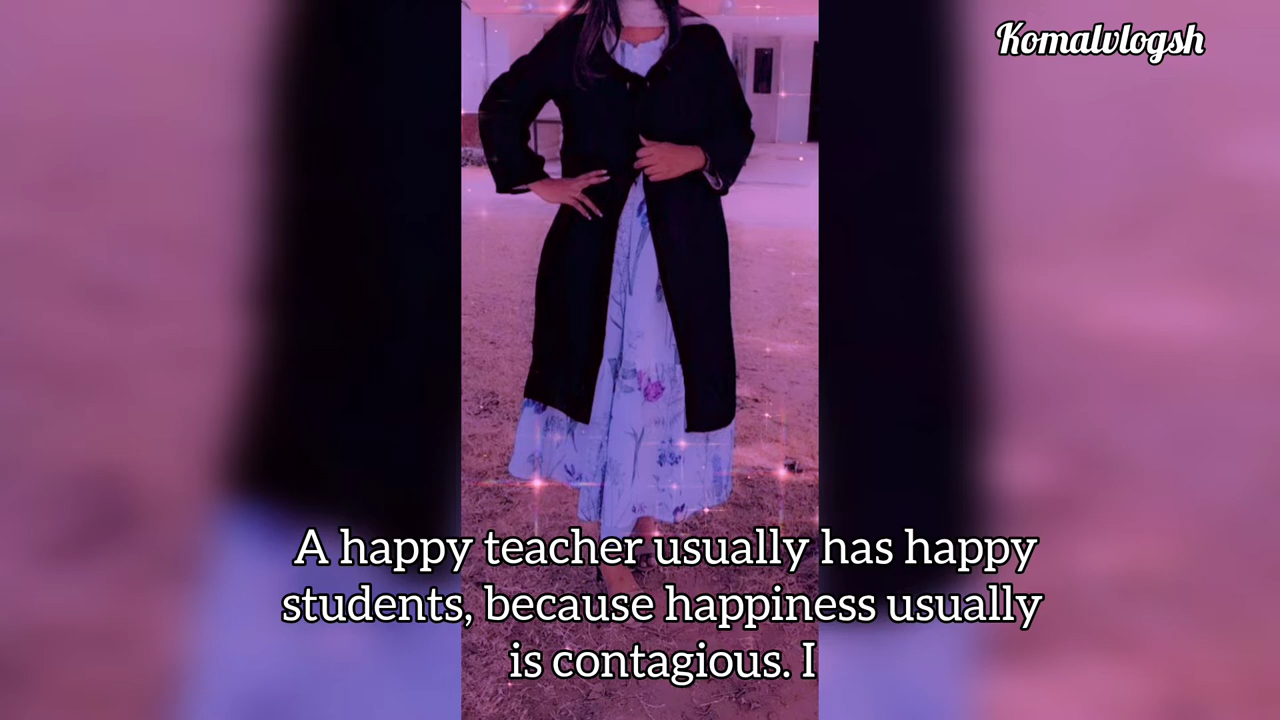 Komalvlogsh
A happy teacher usually has happy
students, because happiness usually
is contagious. I